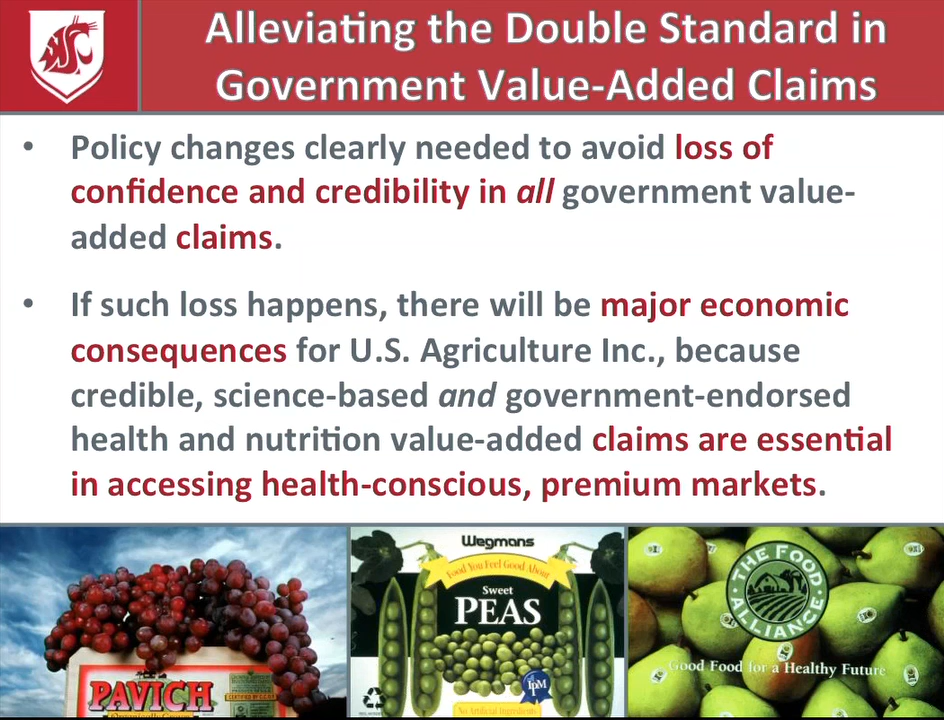 Alleviating the Double Standard in
Government Value-Added Claims
• Policy changes clearly needed to avoid loss of
confidence and credibility in all government value-
added claims.
• If such loss happens, there will be major economic
consequences for U.S. Agriculture Inc., because
credible, science-based and government-endorsed
health and nutrition value-added claims are essential
in accessing health-conscious, premium markets.
PAVICH
Organically Grown
Wegmans
Food You Feel Good About
Sweet
PEAS
IPM
No Artificial Ingredients
THE FOOD
ALLIANCE
Good Food for a Healthy Future